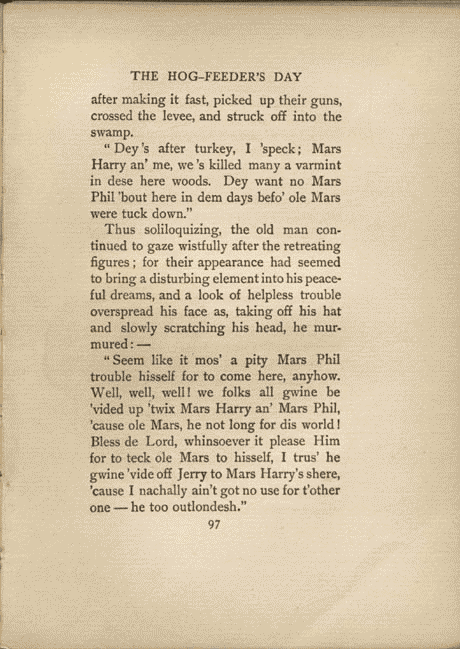 THE HOG–FEEDER'S DAY
after making it fast, picked up their guns,
crossed the levee, and struck off into the
swamp.
“Dey's after turkey, I 'speck; Mars
Harry an' me, we's killed many a varmint
in dese here woods. Dey want no Mars
Phil 'bout here in dem days befo' ole Mars
were tuck down.”
Thus soliloquizing, the old man con-
tinued to gaze wistfully after the retreating
figures; for their appearance had seemed
to bring a disturbing element into his peace-
ful dreams, and a look of helpless trouble
overspread his face as, taking off his hat
and slowly scratching his head, he mur-
mured: —
“Seem like it mos' a pity Mars Phil
trouble hisself for to come here, anyhow.
Well, well, well! we folks all gwine be
'vided up 'twix Mars Harry an' Mars Phil,
'cause ole Mars, he not long for dis world!
Bless de Lord, whinsoever it please Him
for to teck ole Mars to hisself, I trus' he
gwine 'vide off Jerry to Mars Harry's shere,
'cause I nachally ain't got no use for t'other
one — he too outlondesh.”
97